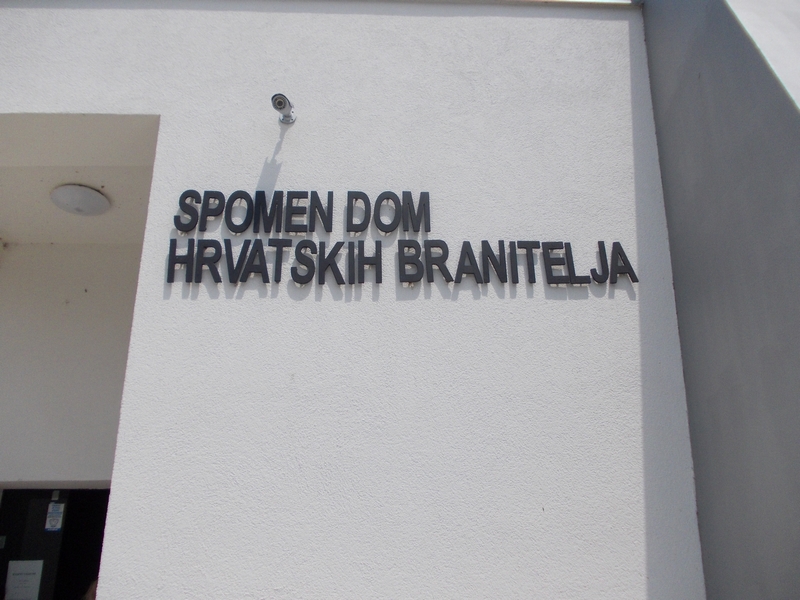 SPOMEN DOM
HRVATSKIH BRANITELJA